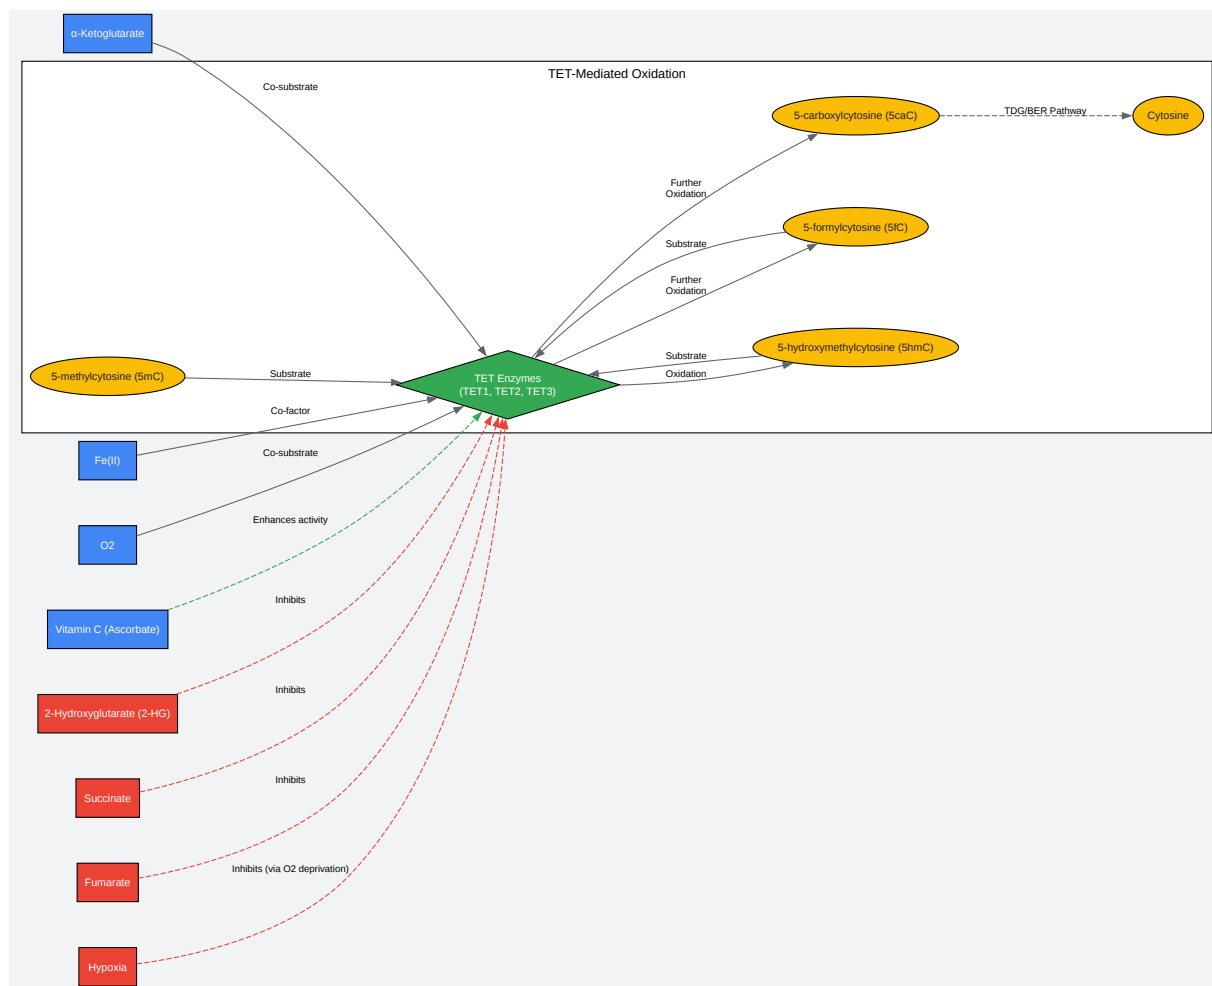 α-Ketoglutarate
TET-Mediated Oxidation
Co-substrate
5-carboxylcytosine (5caC)
TDG/BER Pathway
Cytosine
Further
Oxidation
5-formylcytosine (5fC)
Substrate
Further
Oxidation
5-hydroxymethylcytosine (5hmC)
Substrate
Oxidation
5-methylcytosine (5mC)
Substrate
TET Enzymes
(TET1, TET2, TET3)
Co-factor
Fe(II)
Co-substrate
O2
Enhances activity
Vitamin C (Ascorbate)
Inhibits
2-Hydroxyglutarate (2-HG)
Inhibits
Succinate
Inhibits
Fumarate
Inhibits (via O2 deprivation)
Hypoxia